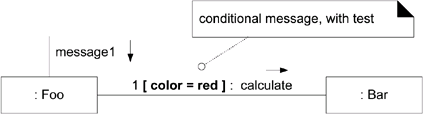 conditional message, with test
message1
1 [ color = red ] : calculate
: Foo
: Bar